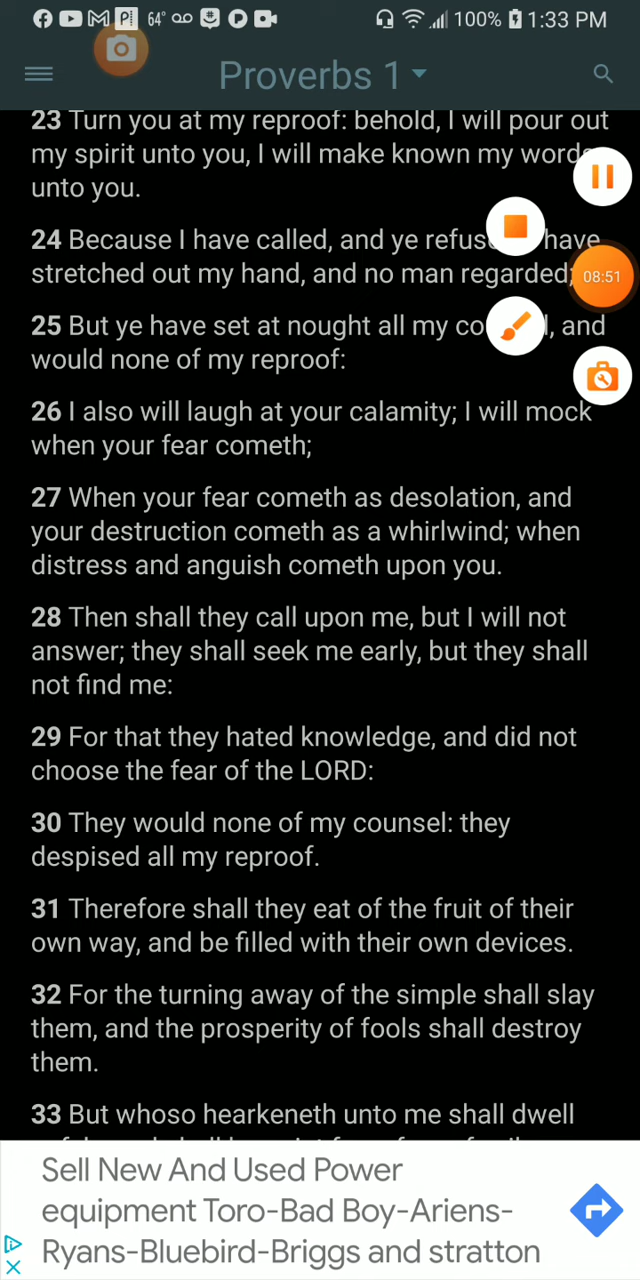 64° 100% 1:33 PM
Proverbs 1
23 Turn you at my reproof: behold, I will pour out
my spirit unto you, I will make known my words
unto you.
24 Because I have called, and ye have
stretched out my hand, and no man regarded;
08:51
25 But ye have set at nought all my and
would none of my reproof:
26 I also will laugh at your calamity; I will mock
when your fear cometh;
27 When your fear cometh as desolation, and
your destruction cometh as a whirlwind; when
distress and anguish cometh upon you.
28 Then shall they call upon me, but I will not
answer; they shall seek me early, but they shall
not find me:
29 For that they hated knowledge, and did not
choose the fear of the LORD:
30 They would none of my counsel: they
despised all my reproof.
31 Therefore shall they eat of the fruit of their
own way, and be filled with their own devices.
32 For the turning away of the simple shall slay
them, and the prosperity of fools shall destroy
them.
33 But whoso hearkeneth unto me shall dwell
Sell New And Used Power
equipment Toro-Bad Boy-Ariens-
Ryans-Bluebird-Briggs and stratton